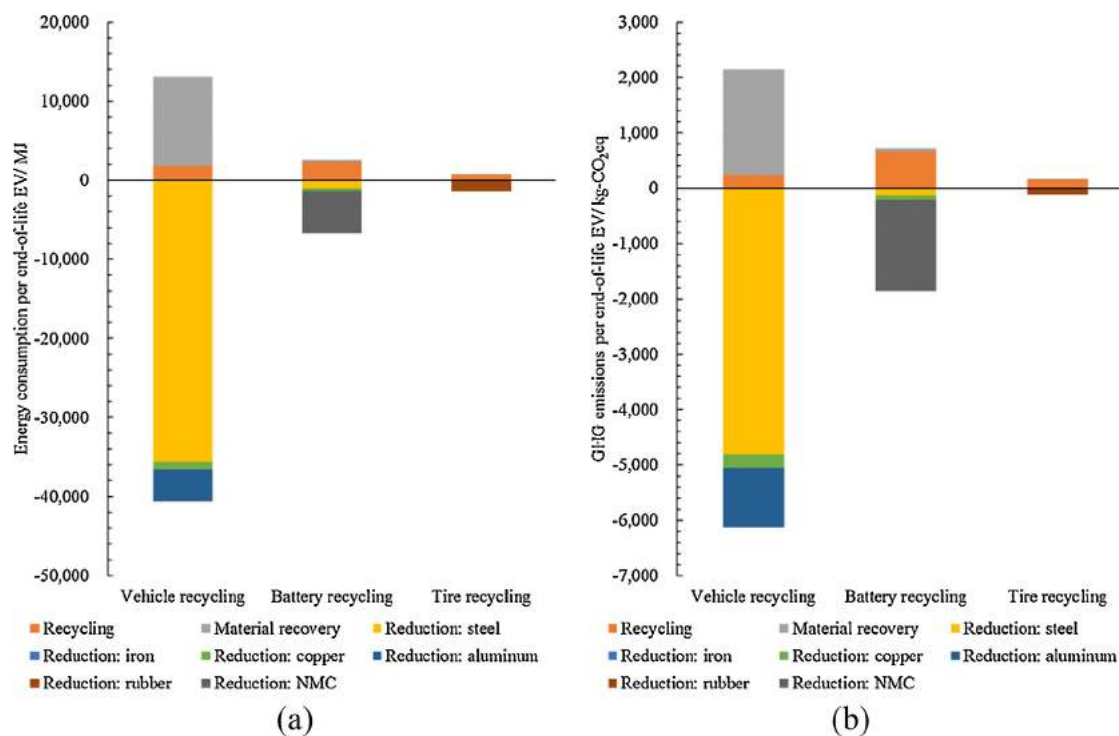 Energy consumption per end-of-life EV/ MJ
20,000
10,000
0
-10,000
-20,000
-30,000
-40,000
-50,000
Vehicle recycling Battery recycling Tire recycling
Recycling Material recovery Reduction: steel
Reduction: iron Reduction: copper Reduction: aluminum
Reduction: rubber Reduction: NMC
(a)
GHG emissions per end-of-life EV/ kg-CO₂eq
3,000
2,000
1,000
0
-1,000
-2,000
-3,000
-4,000
-5,000
-6,000
-7,000
Vehicle recycling Battery recycling Tire recycling
Recycling Material recovery Reduction: steel
Reduction: iron Reduction: copper Reduction: aluminum
Reduction: rubber Reduction: NMC
(b)